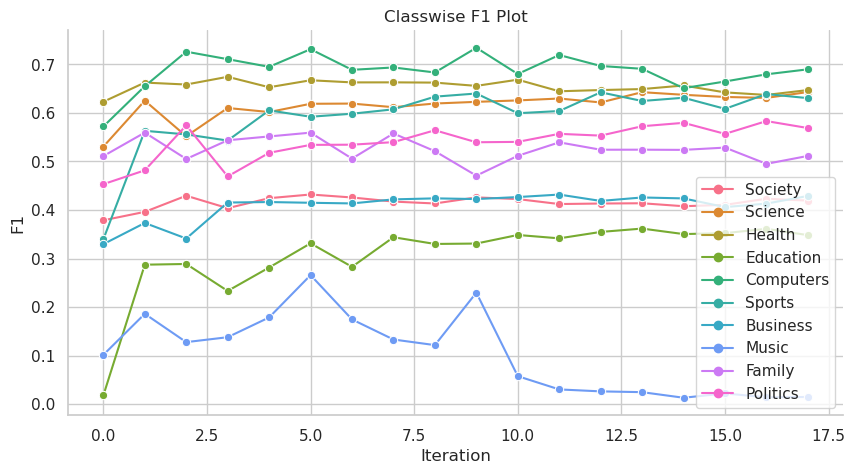 Classwise F1 Plot
F1
0.7
0.6
0.5
0.4
0.3
0.2
0.1
0.0
Society
Science
Health
Education
Computers
Sports
Business
Music
Family
Politics
0.0 2.5 5.0 7.5 10.0 12.5 15.0 17.5
Iteration